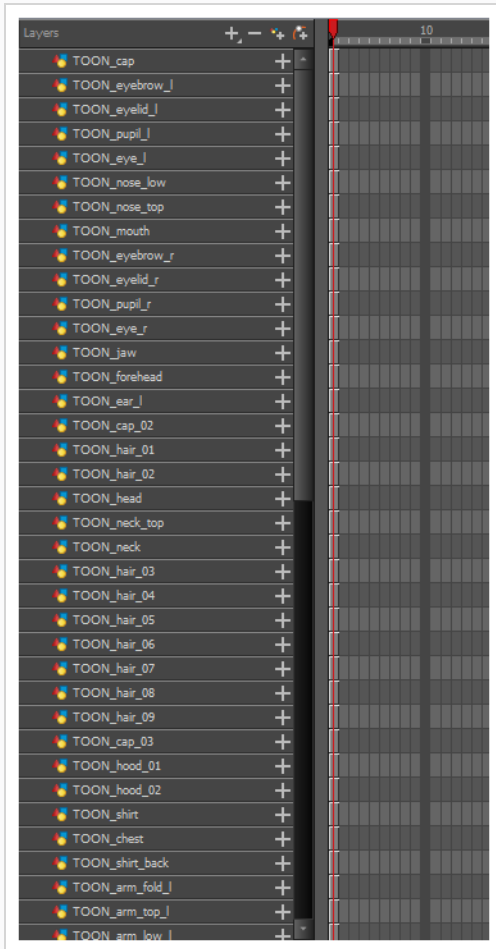 Layers
10
TOON_cap
TOON_eyebrow_l
TOON_eyelid_l
TOON_pupil_l
TOON_eye_l
TOON_nose_low
TOON_nose_top
TOON_mouth
TOON_eyebrow_r
TOON_eyelid_r
TOON_pupil_r
TOON_eye_r
TOON_jaw
TOON_forehead
TOON_ear_l
TOON_cap_02
TOON_hair_01
TOON_hair_02
TOON_head
TOON_neck_top
TOON_neck
TOON_hair_03
TOON_hair_04
TOON_hair_05
TOON_hair_06
TOON_hair_07
TOON_hair_08
TOON_hair_09
TOON_cap_03
TOON_hood_01
TOON_hood_02
TOON_shirt
TOON_chest
TOON_shirt_back
TOON_arm_fold_l
TOON_arm_top_l
TOON_arm_low_l